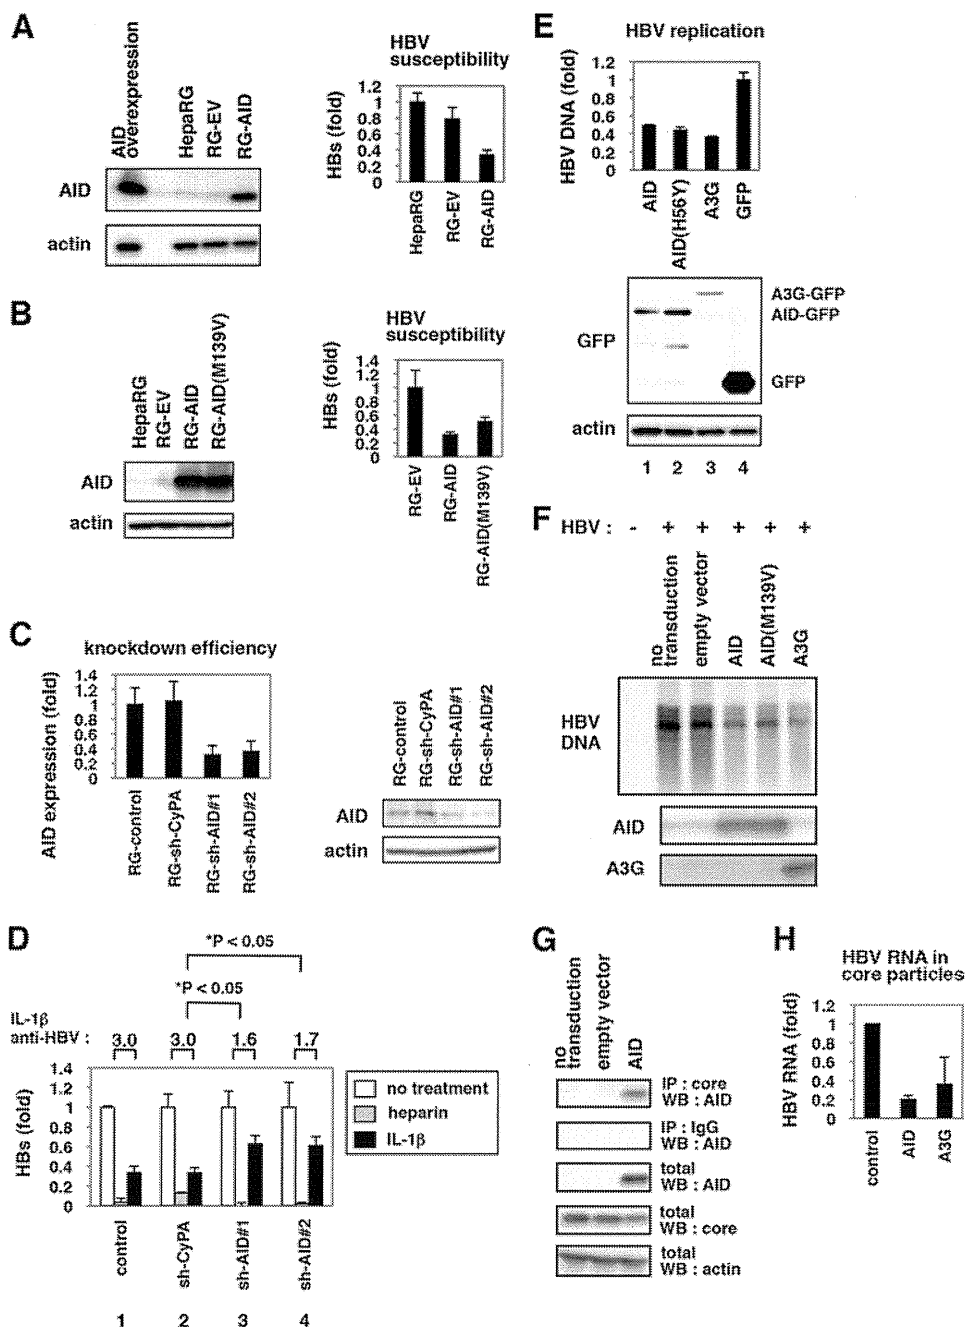 A
AID
overexpression
HepaRG
RG-EV
RG-AID
AID
actin
HBV
susceptibility
HBs (fold)
1.2
1
0.8
0.6
0.4
0.2
0
HepaRG
RG-EV
RG-AID
B
HepaRG
RG-EV
RG-AID
RG-AID(M139V)
AID
actin
HBV
susceptibility
HBs (fold)
1.4
1.2
1
0.8
0.6
0.4
0.2
0
RG-EV
RG-AID
RG-AID(M139V)
C
knockdown efficiency
AID expression (fold)
1.4
1.2
1
0.8
0.6
0.4
0.2
0
RG-control
RG-sh-CyPA
RG-sh-AID#1
RG-sh-AID#2
RG-control
RG-sh-CyPA
RG-sh-AID#1
RG-sh-AID#2
AID
actin
D
*P < 0.05
*P < 0.05
IL-1β
anti-HBV : 3.0 3.0 1.6 1.7
HBs (fold)
1.4
1.2
1
0.8
0.6
0.4
0.2
0
no treatment
heparin
IL-1β
control
sh-CyPA
sh-AID#1
sh-AID#2
1 2 3 4
E
HBV replication
HBV DNA (fold)
1.2
1
0.8
0.6
0.4
0.2
0
AID
AID(H56Y)
A3G
GFP
GFP
A3G-GFP
AID-GFP
GFP
actin
1 2 3 4
F
HBV : - + + + + +
no
transduction
empty vector
AID
AID(M139V)
A3G
HBV
DNA
AID
A3G
G
no
transduction
empty vector
AID
IP : core
WB : AID
IP : IgG
WB : AID
total
WB : AID
total
WB : core
total
WB : actin
H
HBV RNA in
core particles
HBV RNA (fold)
1.2
1
0.8
0.6
0.4
0.2
0
control
AID
A3G